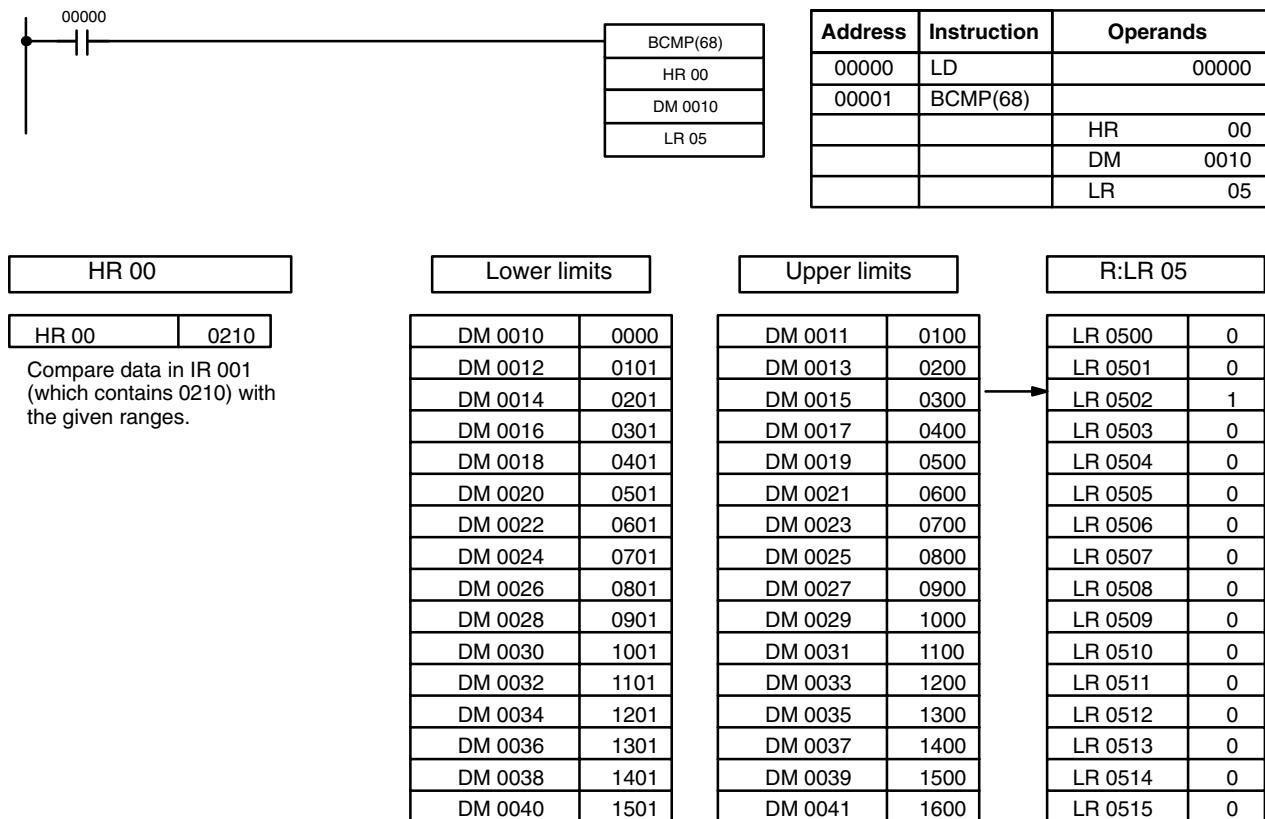 00000
BCMP(68)
HR 00
DM 0010
LR 05
Address Instruction Operands
00000 LD 00000
00001 BCMP(68)
HR 00
DM 0010
LR 05
HR 00 Lower limits Upper limits R:LR 05
HR 00 0210
Compare data in IR 001
(which contains 0210) with
the given ranges.
DM 0010 0000 DM 0011 0100 LR 0500 0
DM 0012 0101 DM 0013 0200 LR 0501 0
DM 0014 0201 DM 0015 0300 LR 0502 1
DM 0016 0301 DM 0017 0400 LR 0503 0
DM 0018 0401 DM 0019 0500 LR 0504 0
DM 0020 0501 DM 0021 0600 LR 0505 0
DM 0022 0601 DM 0023 0700 LR 0506 0
DM 0024 0701 DM 0025 0800 LR 0507 0
DM 0026 0801 DM 0027 0900 LR 0508 0
DM 0028 0901 DM 0029 1000 LR 0509 0
DM 0030 1001 DM 0031 1100 LR 0510 0
DM 0032 1101 DM 0033 1200 LR 0511 0
DM 0034 1201 DM 0035 1300 LR 0512 0
DM 0036 1301 DM 0037 1400 LR 0513 0
DM 0038 1401 DM 0039 1500 LR 0514 0
DM 0040 1501 DM 0041 1600 LR 0515 0